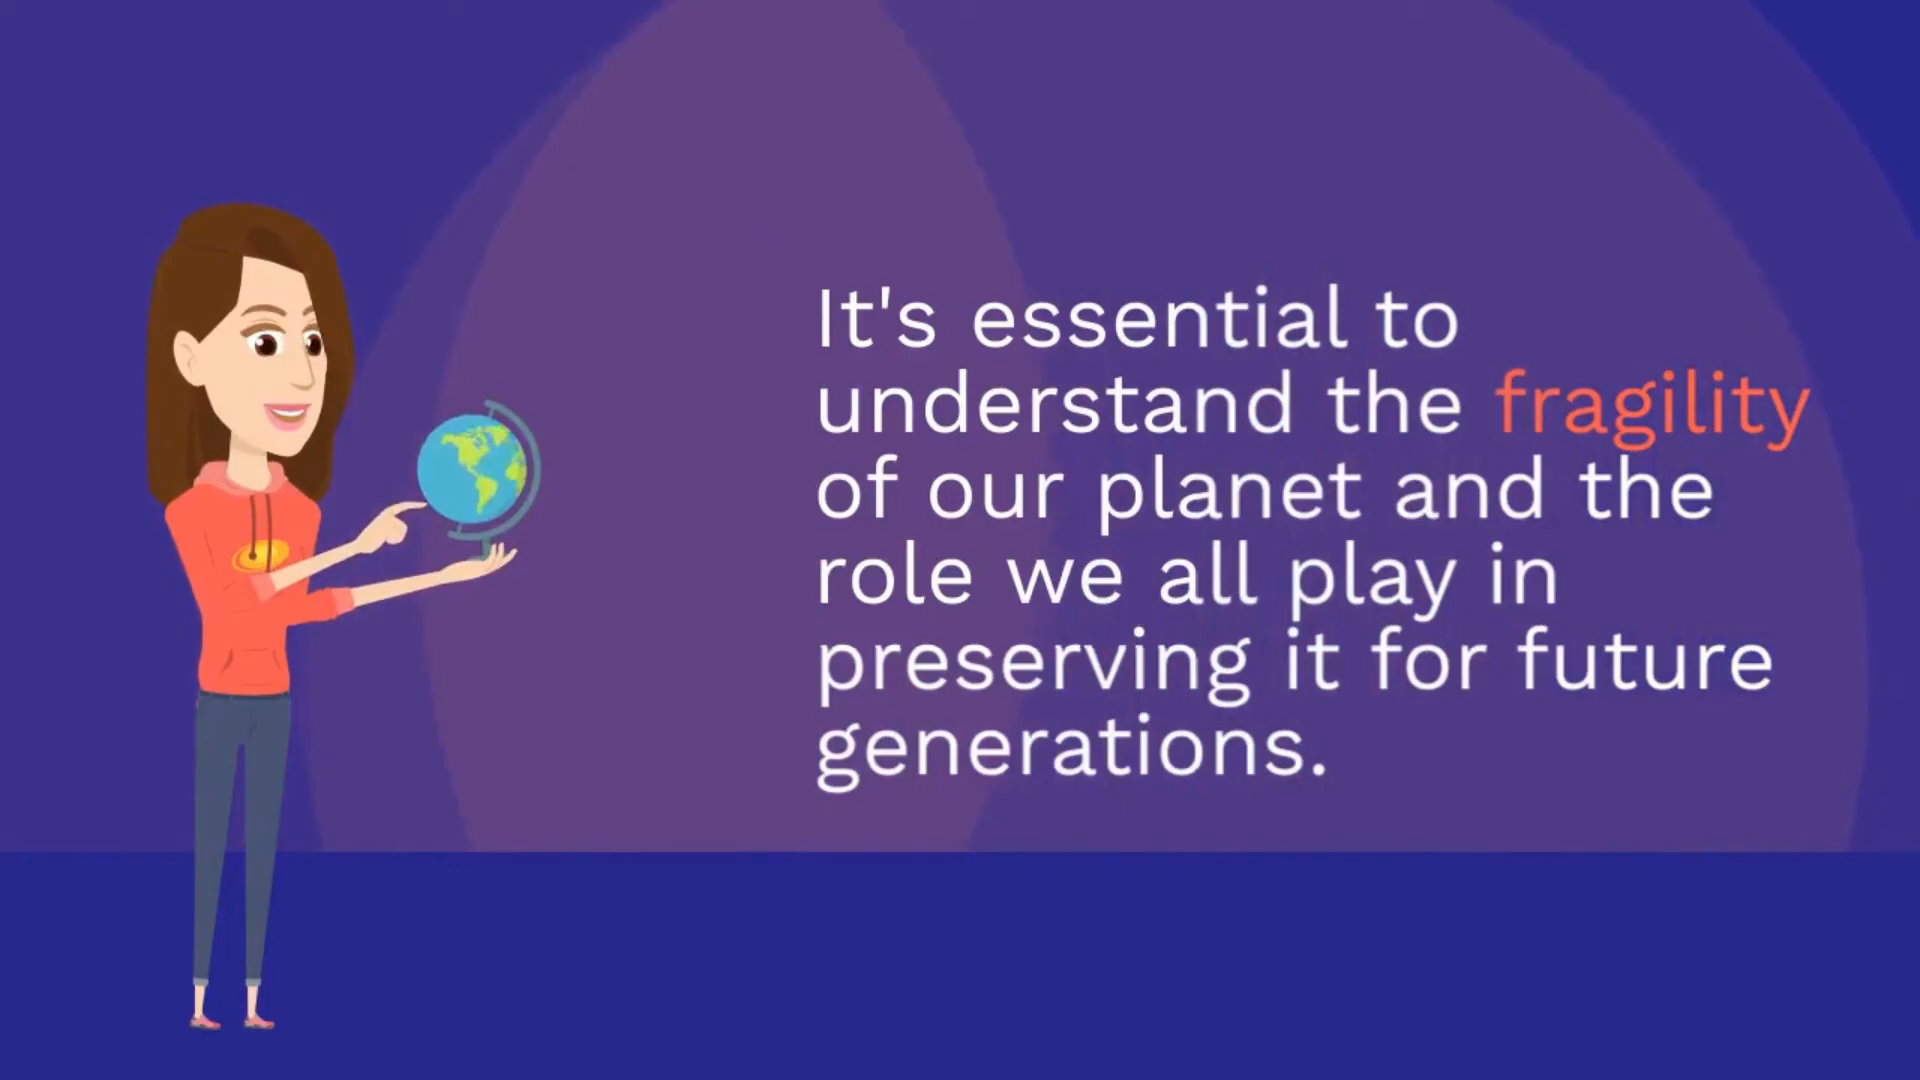 It's essential to
understand the fragility
of our planet and the
role we all play in
preserving it for future
generations.